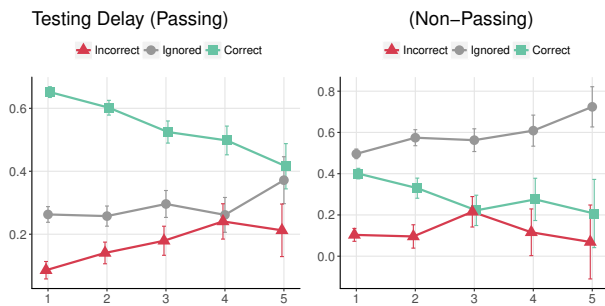 Testing Delay (Passing)
Incorrect Ignored Correct
0.6
0.4
0.2
1 2 3 4 5
(Non−Passing)
Incorrect Ignored Correct
0.8
0.6
0.4
0.2
0.0
1 2 3 4 5